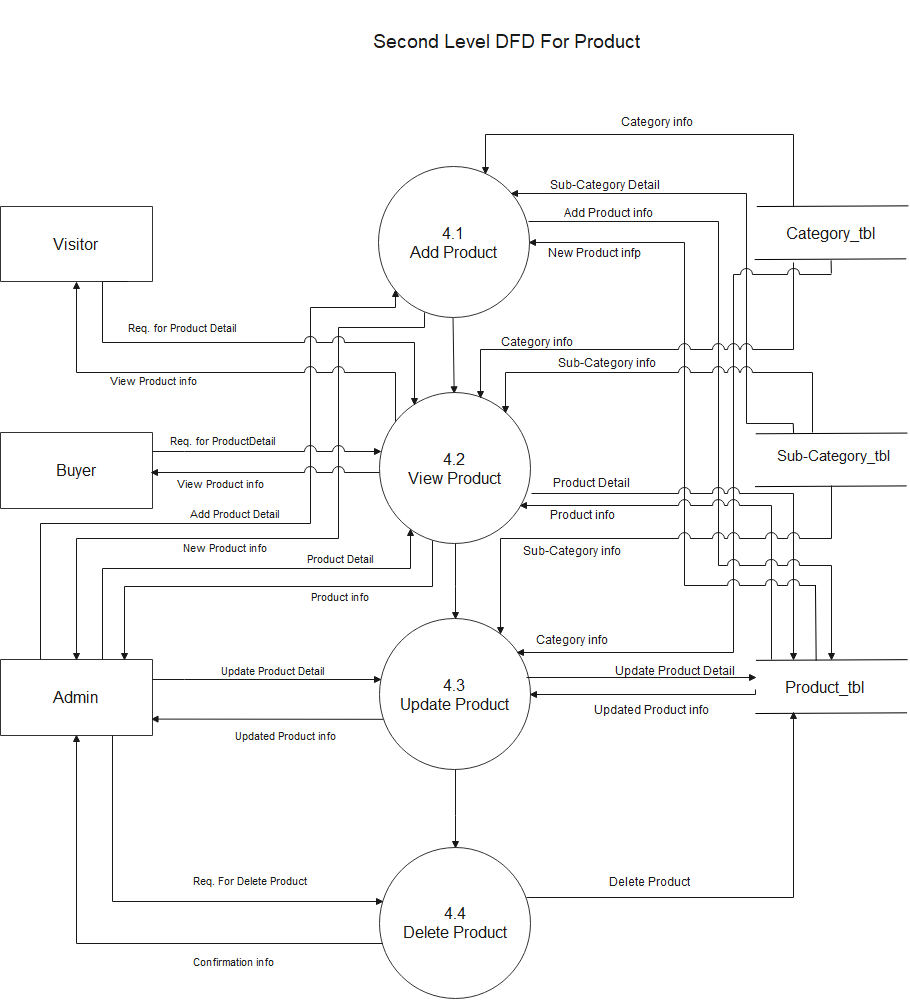 Second Level DFD For Product
Category info
Sub-Category Detail
Add Product info
New Product infp
4.1
Add Product
Visitor
Category_tbl
Req. for Product Detail
View Product info
Category info
Sub-Category info
Buyer
Req. for ProductDetail
View Product info
4.2
View Product
Sub-Category_tbl
Product Detail
Product info
Add Product Detail
New Product info
Product Detail
Product info
Sub-Category info
Category info
Admin
Update Product Detail
Updated Product info
4.3
Update Product
Update Product Detail
Updated Product info
Product_tbl
Req. For Delete Product
Confirmation info
4.4
Delete Product
Delete Product